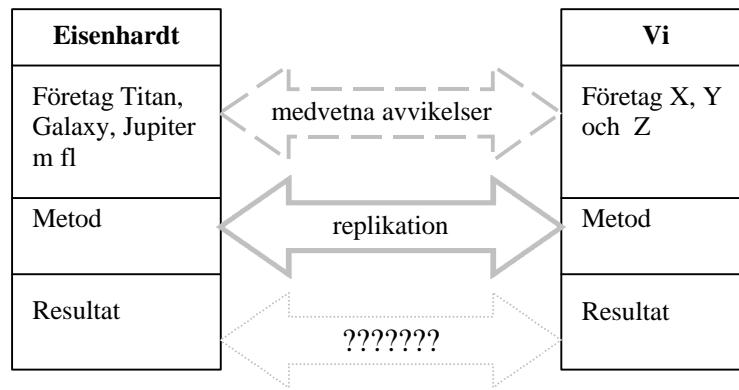 Eisenhardt
Vi
Företag Titan,
Galaxy, Jupiter
m fl
medvetna avvikelser
Företag X, Y
och Z
Metod
replikation
Metod
Resultat
???????
Resultat